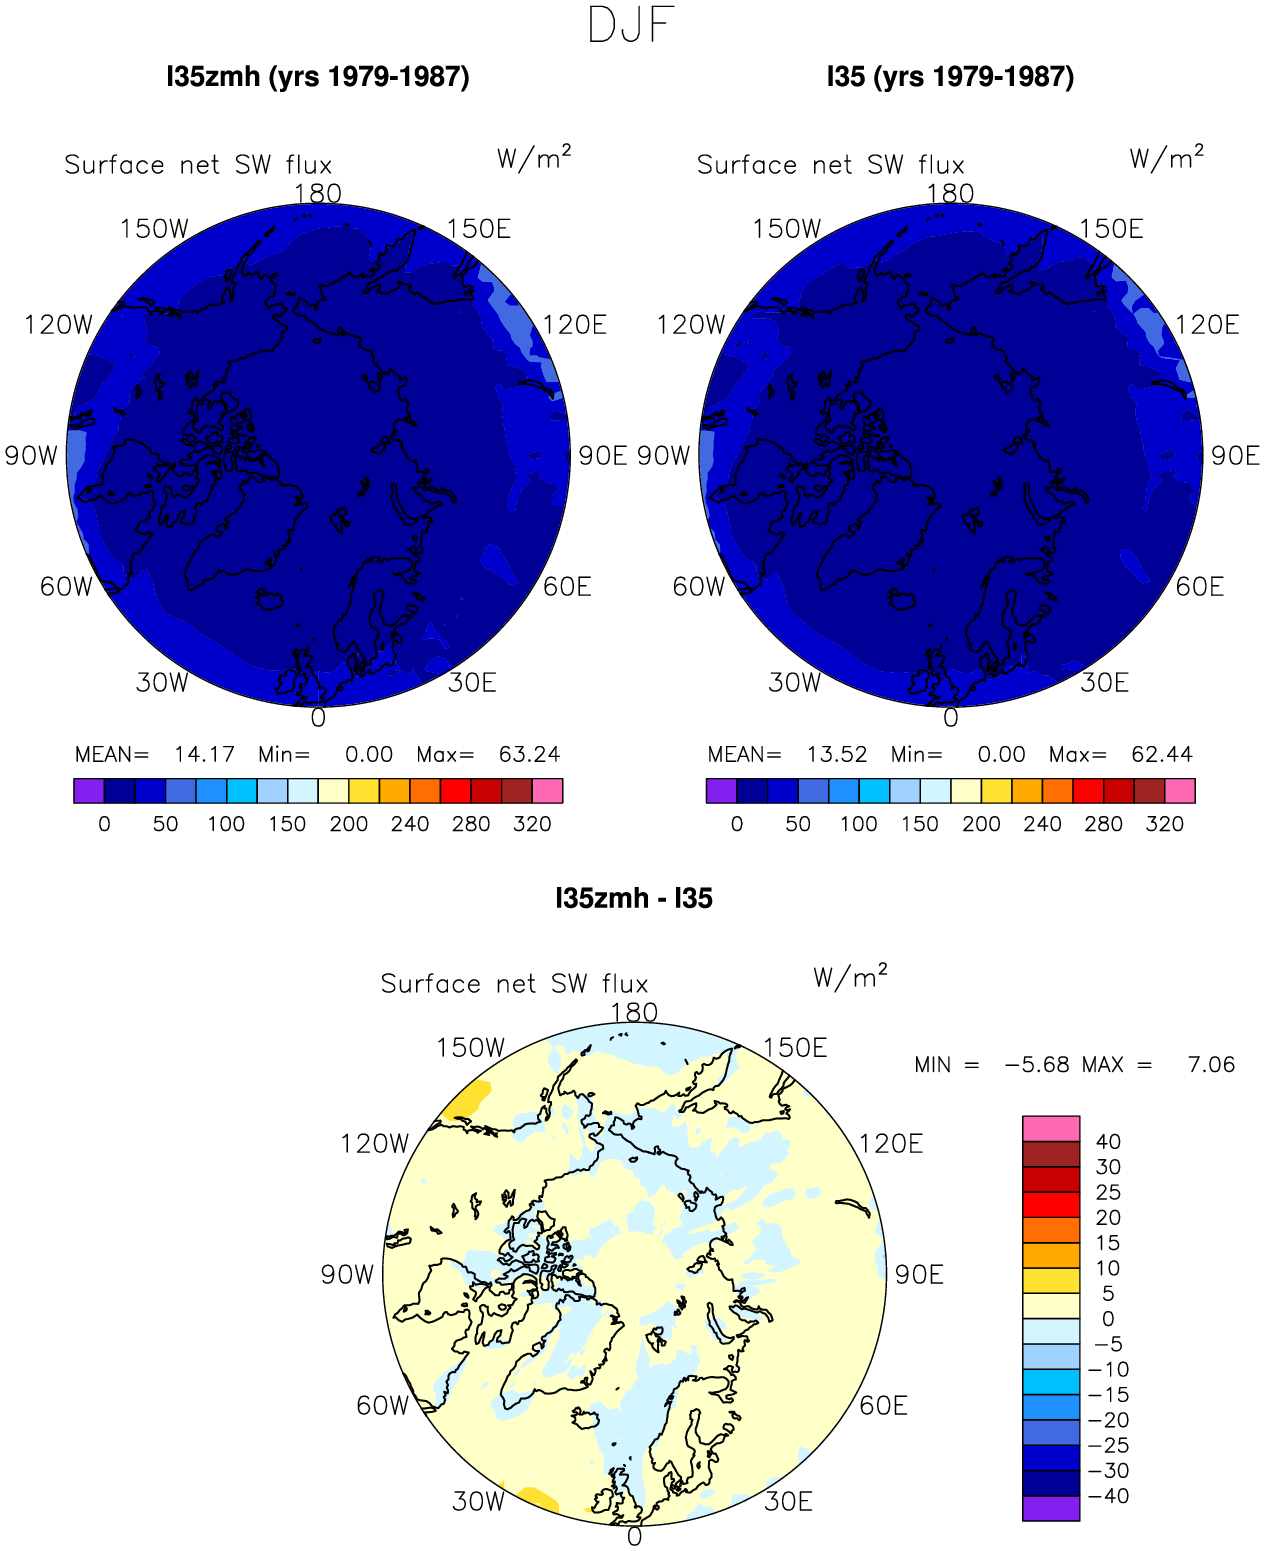 DJF
I35zmh (yrs 1979-1987)
I35 (yrs 1979-1987)
Surface net SW flux W/m²
180
150W 150E
120W 120E
90W 90E
60W 60E
30W 30E
0
MEAN= 14.17 Min= 0.00 Max= 63.24
0 50 100 150 200 240 280 320
Surface net SW flux W/m²
180
150W 150E
120W 120E
90W 90E
60W 60E
30W 30E
0
MEAN= 13.52 Min= 0.00 Max= 62.44
0 50 100 150 200 240 280 320
I35zmh - I35
Surface net SW flux W/m²
180
150W 150E
120W 120E
90W 90E
60W 60E
30W 30E
0
MIN = −5.68 MAX = 7.06
40
30
25
20
15
10
5
0
−5
−10
−15
−20
−25
−30
−40